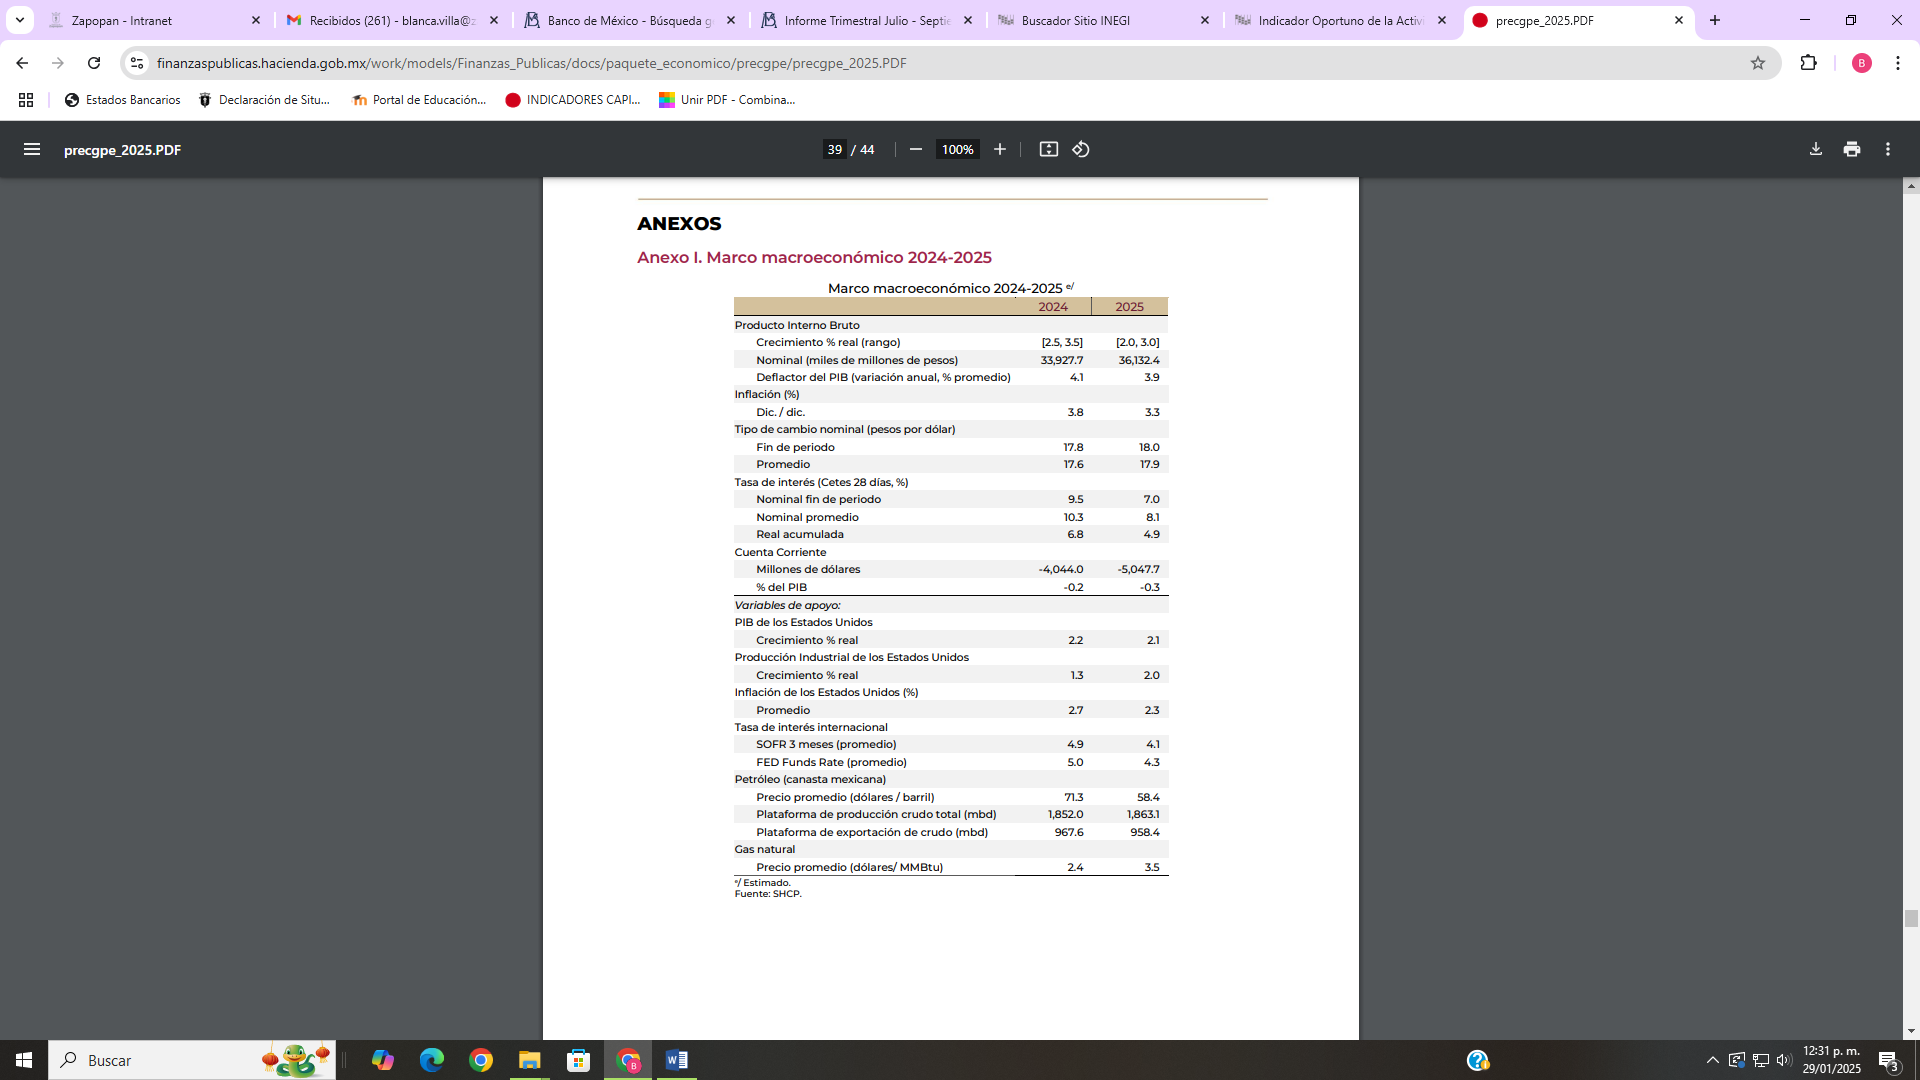 Zapopan - Intranet
Recibidos (261) - blanca.villa@z
Banco de México - Búsqueda g
Informe Trimestral Julio - Septie
Buscador Sitio INEGI
Indicador Oportuno de la Activi
precgpe_2025.PDF
finanzaspublicas.hacienda.gob.mx/work/models/Finanzas_Publicas/docs/paquete_economico/precgpe/precgpe_2025.PDF
B
Estados Bancarios
Declaración de Situ...
Portal de Educación...
INDICADORES CAPI...
Unir PDF - Combina...
precgpe_2025.PDF
39 / 44
100%
ANEXOS
Anexo I. Marco macroeconómico 2024-2025
Marco macroeconómico 2024-2025 e/
2024 2025
Producto Interno Bruto
Crecimiento % real (rango) [2.5, 3.5] [2.0, 3.0]
Nominal (miles de millones de pesos) 33,927.7 36,132.4
Deflactor del PIB (variación anual, % promedio) 4.1 3.9
Inflación (%)
Dic. / dic. 3.8 3.3
Tipo de cambio nominal (pesos por dólar)
Fin de periodo 17.8 18.0
Promedio 17.6 17.9
Tasa de interés (Cetes 28 días, %)
Nominal fin de periodo 9.5 7.0
Nominal promedio 10.3 8.1
Real acumulada 6.8 4.9
Cuenta Corriente
Millones de dólares -4,044.0 -5,047.7
% del PIB -0.2 -0.3
Variables de apoyo:
PIB de los Estados Unidos
Crecimiento % real 2.2 2.1
Producción Industrial de los Estados Unidos
Crecimiento % real 1.3 2.0
Inflación de los Estados Unidos (%)
Promedio 2.7 2.3
Tasa de interés internacional
SOFR 3 meses (promedio) 4.9 4.1
FED Funds Rate (promedio) 5.0 4.3
Petróleo (canasta mexicana)
Precio promedio (dólares / barril) 71.3 58.4
Plataforma de producción crudo total (mbd) 1,852.0 1,863.1
Plataforma de exportación de crudo (mbd) 967.6 958.4
Gas natural
Precio promedio (dólares/ MMBtu) 2.4 3.5
e/ Estimado.
Fuente: SHCP.
Buscar
12:31 p. m.
29/01/2025
3